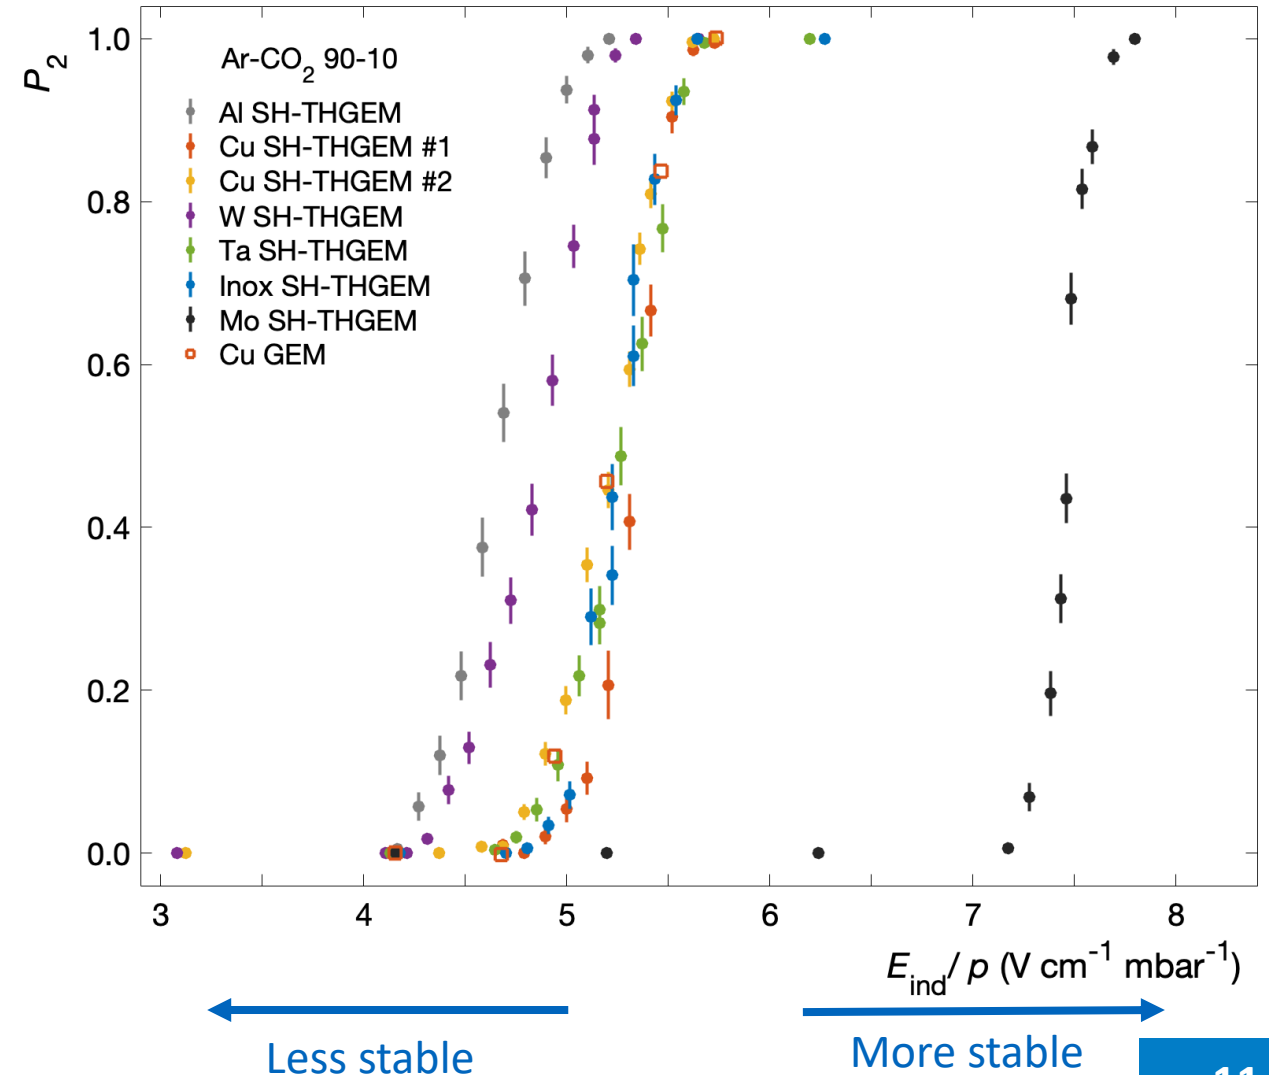 P2
1.0
0.8
0.6
0.4
0.2
0.0
Ar-CO2 90-10
Al SH-THGEM
Cu SH-THGEM #1
Cu SH-THGEM #2
W SH-THGEM
Ta SH-THGEM
Inox SH-THGEM
Mo SH-THGEM
Cu GEM
3 4 5 6 7 8
Eind/ p (V cm-1 mbar-1)
Less stable
More stable